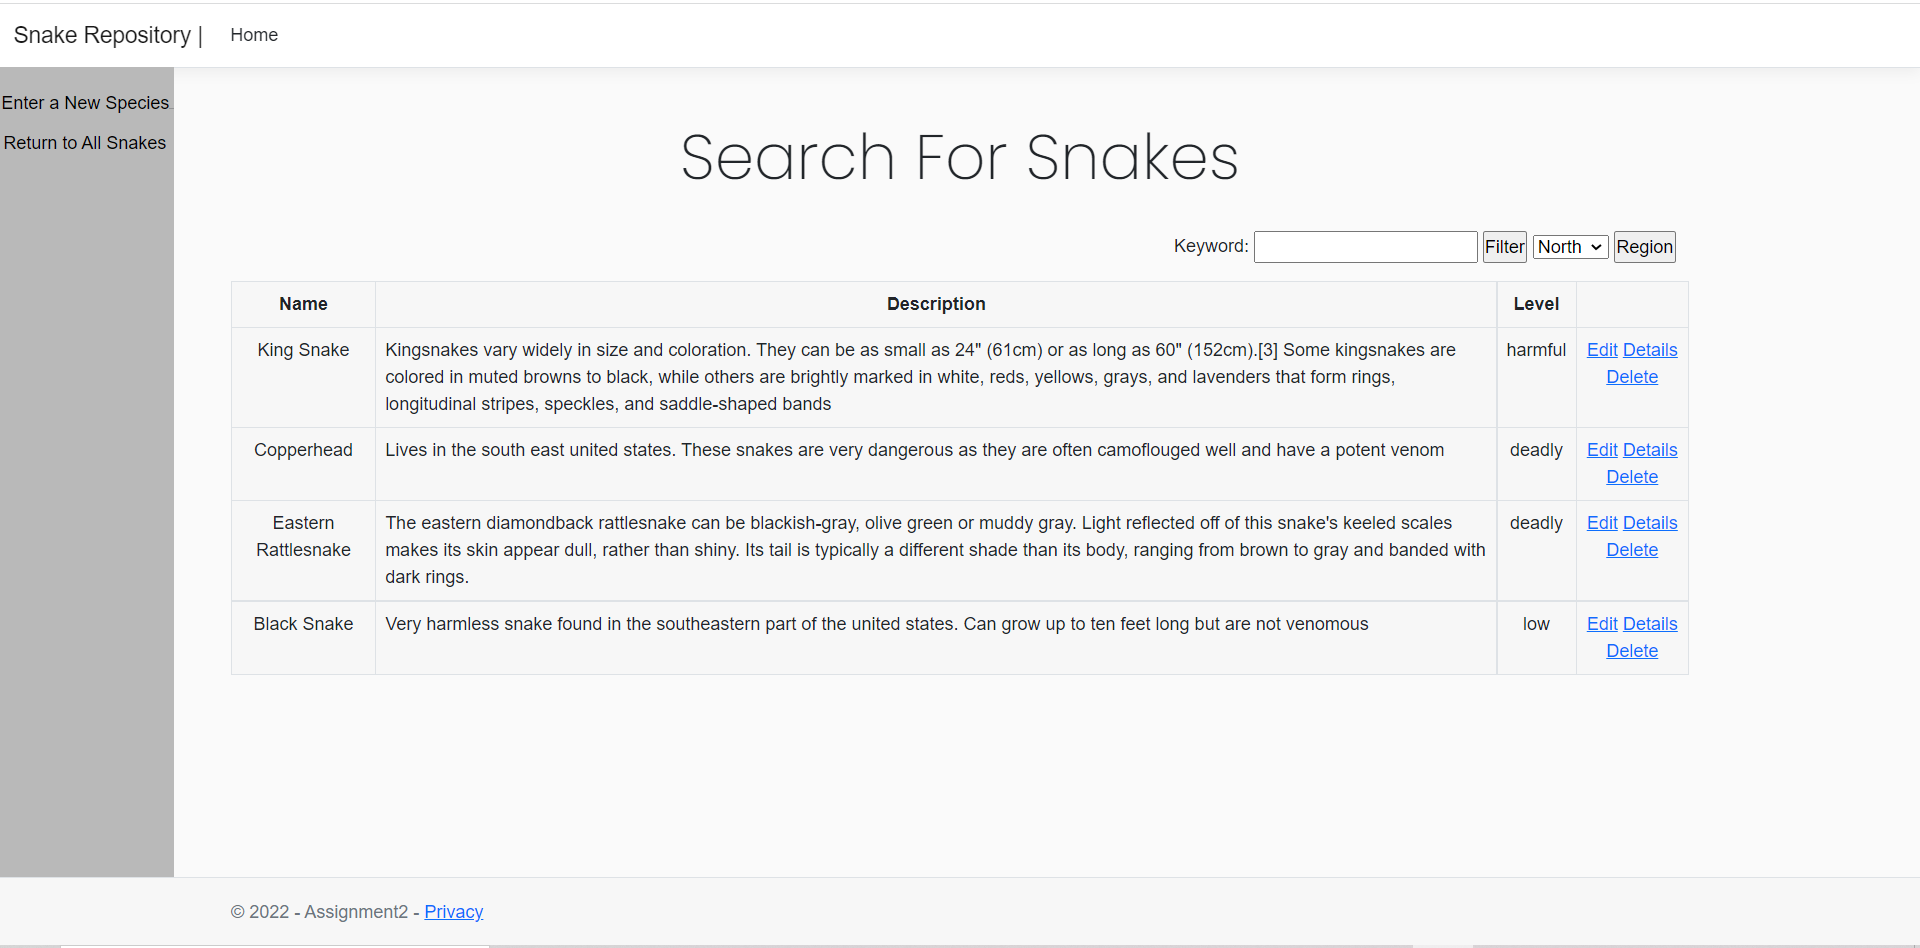 Snake Repository | Home
Enter a New Species
Return to All Snakes
Search For Snakes
Keyword: Filter North Region
Name Description Level
King Snake Kingsnakes vary widely in size and coloration. They can be as small as 24" (61cm) or as long as 60" (152cm).[3] Some kingsnakes are harmful Edit Details
colored in muted browns to black, while others are brightly marked in white, reds, yellows, grays, and lavenders that form rings, Delete
longitudinal stripes, speckles, and saddle-shaped bands
Copperhead Lives in the south east united states. These snakes are very dangerous as they are often camoflouged well and have a potent venom deadly Edit Details
Delete
Eastern The eastern diamondback rattlesnake can be blackish-gray, olive green or muddy gray. Light reflected off of this snake's keeled scales deadly Edit Details
Rattlesnake makes its skin appear dull, rather than shiny. Its tail is typically a different shade than its body, ranging from brown to gray and banded with Delete
dark rings.
Black Snake Very harmless snake found in the southeastern part of the united states. Can grow up to ten feet long but are not venomous low Edit Details
Delete
© 2022 - Assignment2 - Privacy